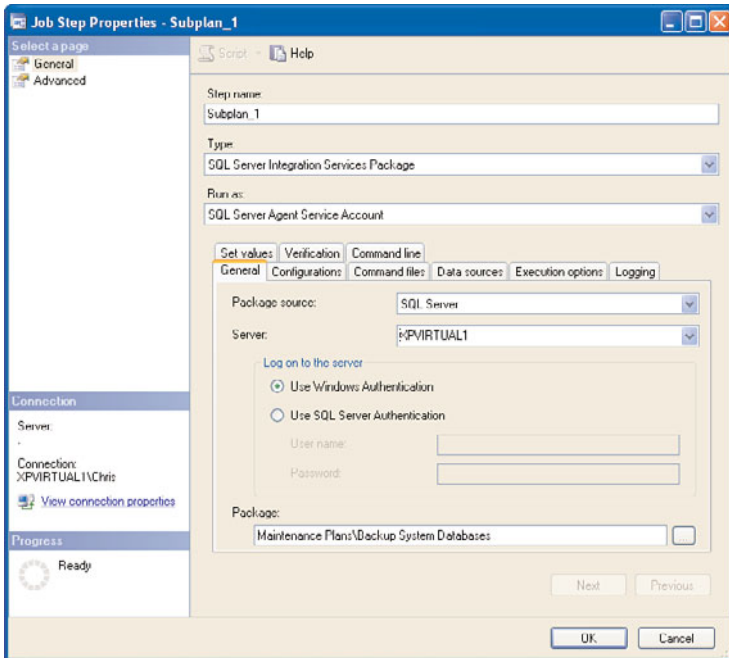 Job Step Properties - Subplan_1
Select a page
General
Advanced
Script
Help
Step name:
Subplan_1
Type:
SQL Server Integration Services Package
Run as:
SQL Server Agent Service Account
Set values Verification Command line
General Configurations Command files Data sources Execution options Logging
Package source:
SQL Server
Server:
XPVIRTUAL1
Log on to the server
Use Windows Authentication
Use SQL Server Authentication
User name:
Password:
Package:
Maintenance Plans\Backup System Databases
...
Connection
Server:
.
Connection:
XPVIRTUAL1\Chris
View connection properties
Progress
Ready
Next Previous
OK Cancel